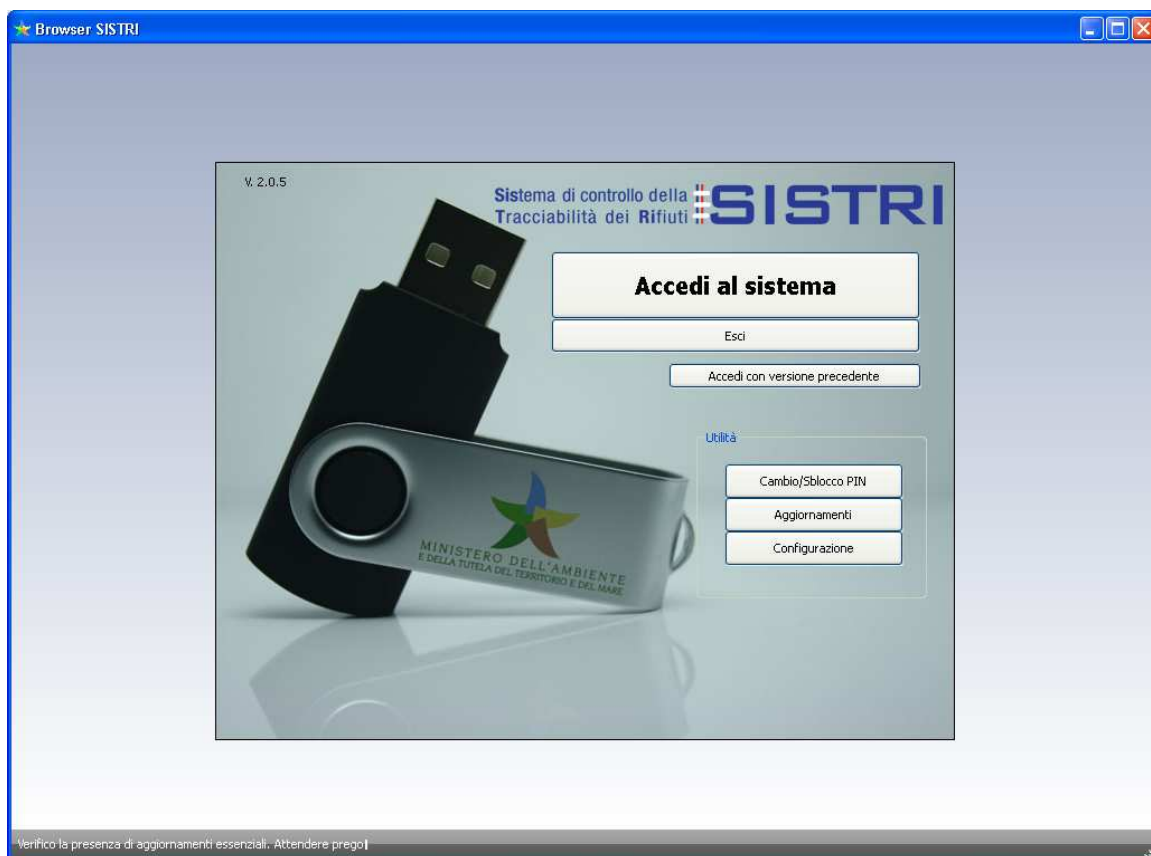 Browser SISTRI
V. 2.0.5
Sistema di controllo della
Tracciabilità dei Rifiuti
SISTRI
Accedi al sistema
Esci
Accedi con versione precedente
Utilità
Cambio/Sblocco PIN
Aggiornamenti
Configurazione
MINISTERO DELL'AMBIENTE
E DELLA TUTELA DEL TERRITORIO E DEL MARE
Verifico la presenza di aggiornamenti essenziali. Attendere prego!